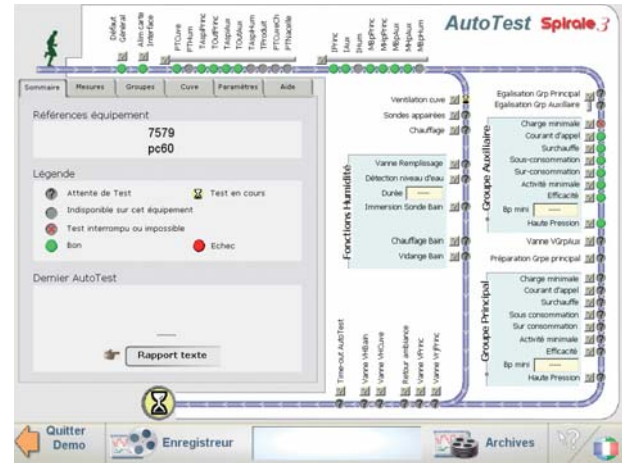 AutoTest Spirale 3
Défaut Général
Alim carte Interface
PTCuve
PTHum
TAspiPrinc
TOutPrinc
TAspiAux
TOutAux
TAspiHum
TProduit
PTCuveCh
PTNacelle
IPrinc
IAux
IHum
MBpPrinc
MHpPrinc
MBpAux
MHpAux
MBpHum
Sommaire
Mesures
Groupes
Cuve
Paramètres
Aide
Références équipement
7579
pc60
Légende
Attente de Test
Test en cours
Indisponible sur cet équipement
Test interrompu ou impossible
Bon
Echec
Dernier AutoTest
Rapport texte
Ventilation cuve
Sondes appairées
Chauffage
Fonctions Humidité
Vanne Remplissage
Détection niveau d'eau
Durée
Immersion Sonde Bain
Chauffage Bain
Vidange Bain
Time-out AutoTest
Vanne VHBain
Vanne VHCuve
Retour ambiance
Vanne VPrinc
Egalisation Grp Principal
Egalisation Grp Auxiliaire
Groupe Auxiliaire
Charge minimale
Courant d'appel
Surchauffe
Sous-consommation
Sur-consommation
Activité minimale
Efficacité
Bp mini
Haute Pression
Vanne VGrpAux
Préparation Grpe principal
Groupe Principal
Charge minimale
Courant d'appel
Surchauffe
Sous consommation
Sur consommation
Activité minimale
Efficacité
Bp mini
Haute Pression
Quitter Demo
Enregistreur
Archives